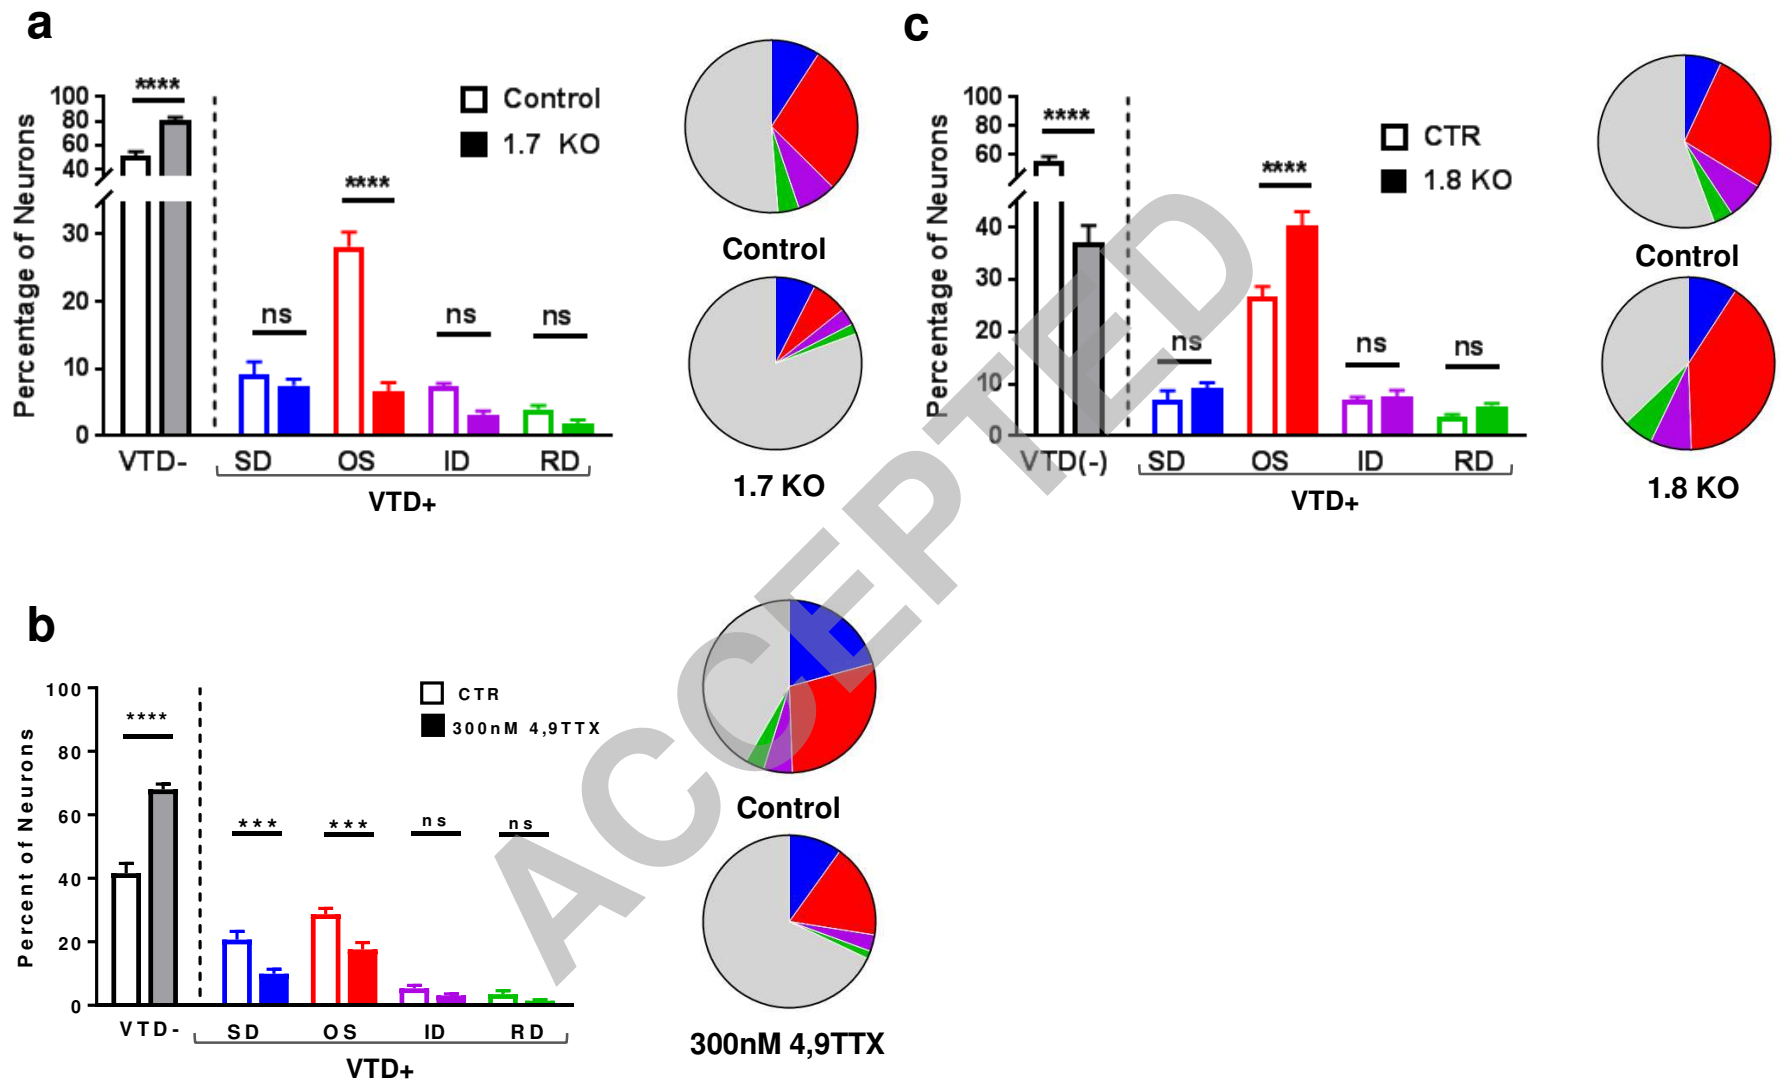 a
Percentage of Neurons
100
80
60
40
30
20
10
0
****
ns
****
ns
ns
Control
1.7 KO
VTD-
SD
OS
ID
RD
VTD+
Control
1.7 KO
c
Percentage of Neurons
100
80
60
40
30
20
10
0
****
ns
****
ns
ns
CTR
1.8 KO
VTD(-)
SD
OS
ID
RD
VTD+
Control
1.8 KO
b
Percent of Neurons
100
80
60
40
20
0
****
***
***
ns
ns
CTR
300nM 4,9TTX
VTD-
SD
OS
ID
RD
VTD+
Control
300nM 4,9TTX
ACCEPTED